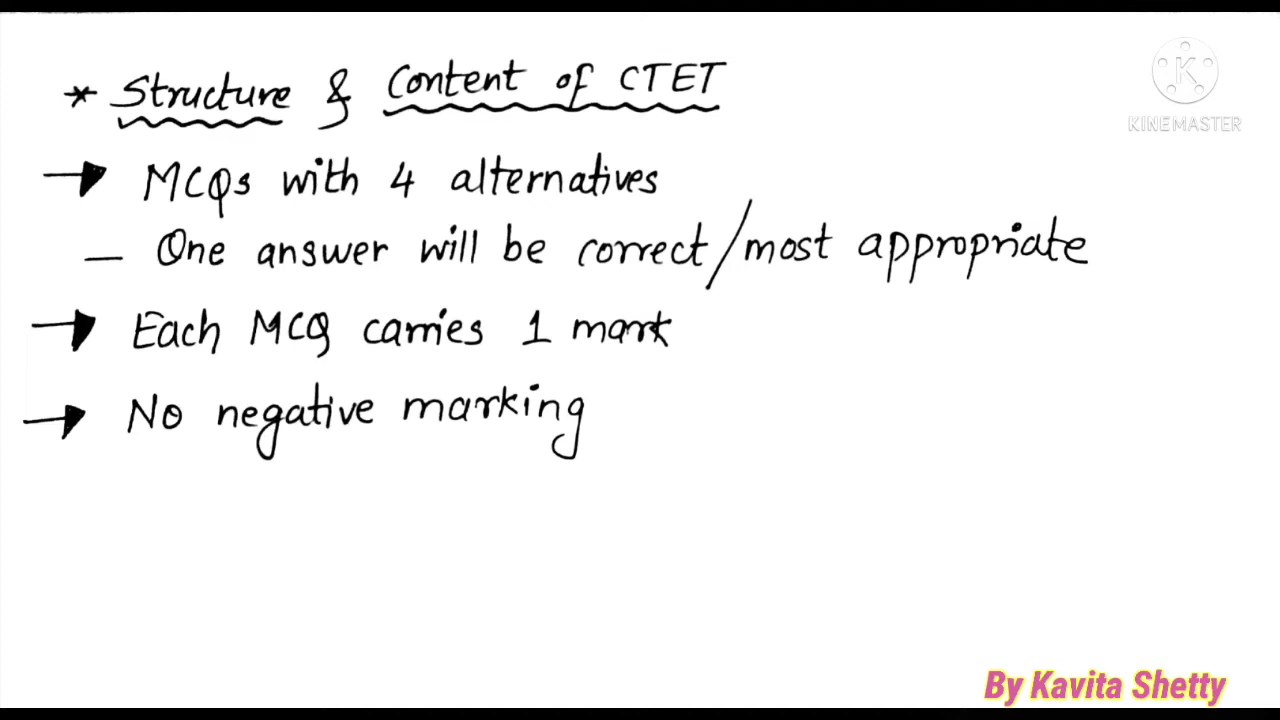 * Structure & Content of CTET
K
KINEMASTER
→ MCQs with 4 alternatives
— One answer will be correct/most appropriate
→ Each MCQ carries 1 mark
→ No negative marking
By Kavita Shetty